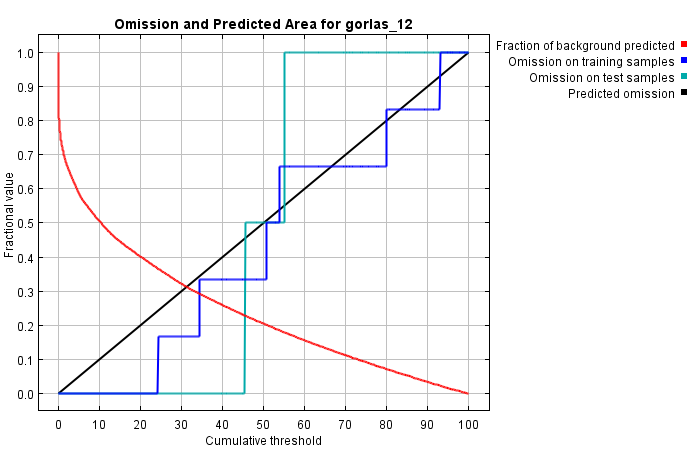 Omission and Predicted Area for gorlas_12
Fraction of background predicted
Omission on training samples
Omission on test samples
Predicted omission
1.0
0.9
0.8
0.7
0.6
0.5
0.4
0.3
0.2
0.1
0.0
Fractional value
0 10 20 30 40 50 60 70 80 90 100
Cumulative threshold